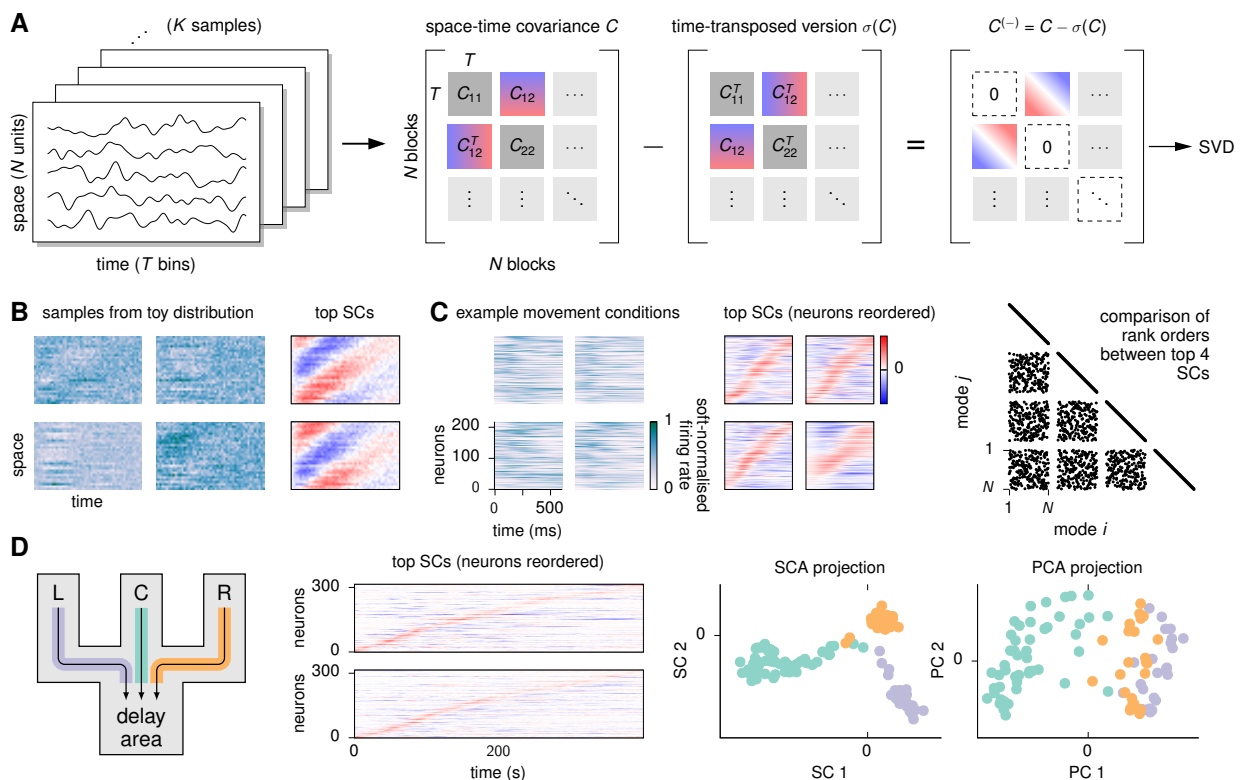 A
(K samples)
space (N units)
time (T bins)
space-time covariance C
T
T
N blocks
C₁₁ C₁₂ ···
C₁₂ᵀ C₂₂ ···
⋮ ⋮ ⋱
N blocks
−
time-transposed version σ(C)
C₁₁ᵀ C₁₂ᵀ ···
C₁₂ C₂₂ᵀ ···
⋮ ⋮ ⋱
=
C⁽⁻⁾ = C − σ(C)
0 ···
0 ···
⋮ ⋮ ⋱
SVD
B
samples from toy distribution
top SCs
space
time
C
example movement conditions
neurons
200
100
0
0 500
time (ms)
1
0
soft-normalised
firing rate
top SCs (neurons reordered)
0
comparison of
rank orders
between top 4
SCs
mode j
1
N
1 N
mode i
D
L C R
delay
area
top SCs (neurons reordered)
300
neurons
0
300
neurons
0
0 200
time (s)
SCA projection
SC 2
0
0
SC 1
PCA projection
PC 2
0
0
PC 1